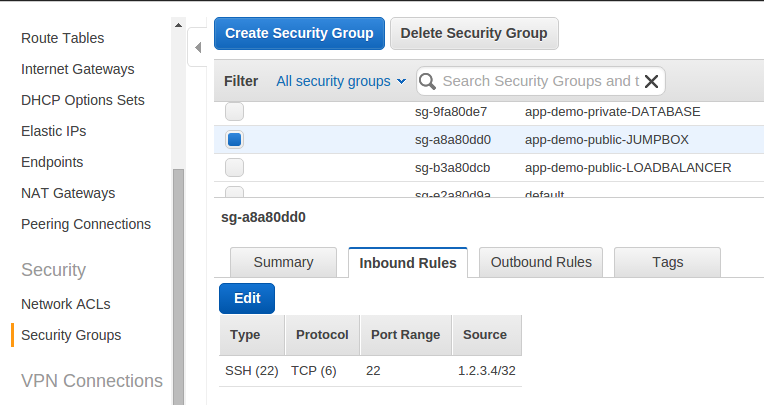 Route Tables
Internet Gateways
DHCP Options Sets
Elastic IPs
Endpoints
NAT Gateways
Peering Connections
Security
Network ACLs
Security Groups
VPN Connections
Create Security Group Delete Security Group
Filter All security groups Search Security Groups and t
sg-9fa80de7 app-demo-private-DATABASE
sg-a8a80dd0 app-demo-public-JUMPBOX
sg-b3a80dcb app-demo-public-LOADBALANCER
sg-e2a80d9a default
sg-a8a80dd0
Summary Inbound Rules Outbound Rules Tags
Edit
Type Protocol Port Range Source
SSH (22) TCP (6) 22 1.2.3.4/32